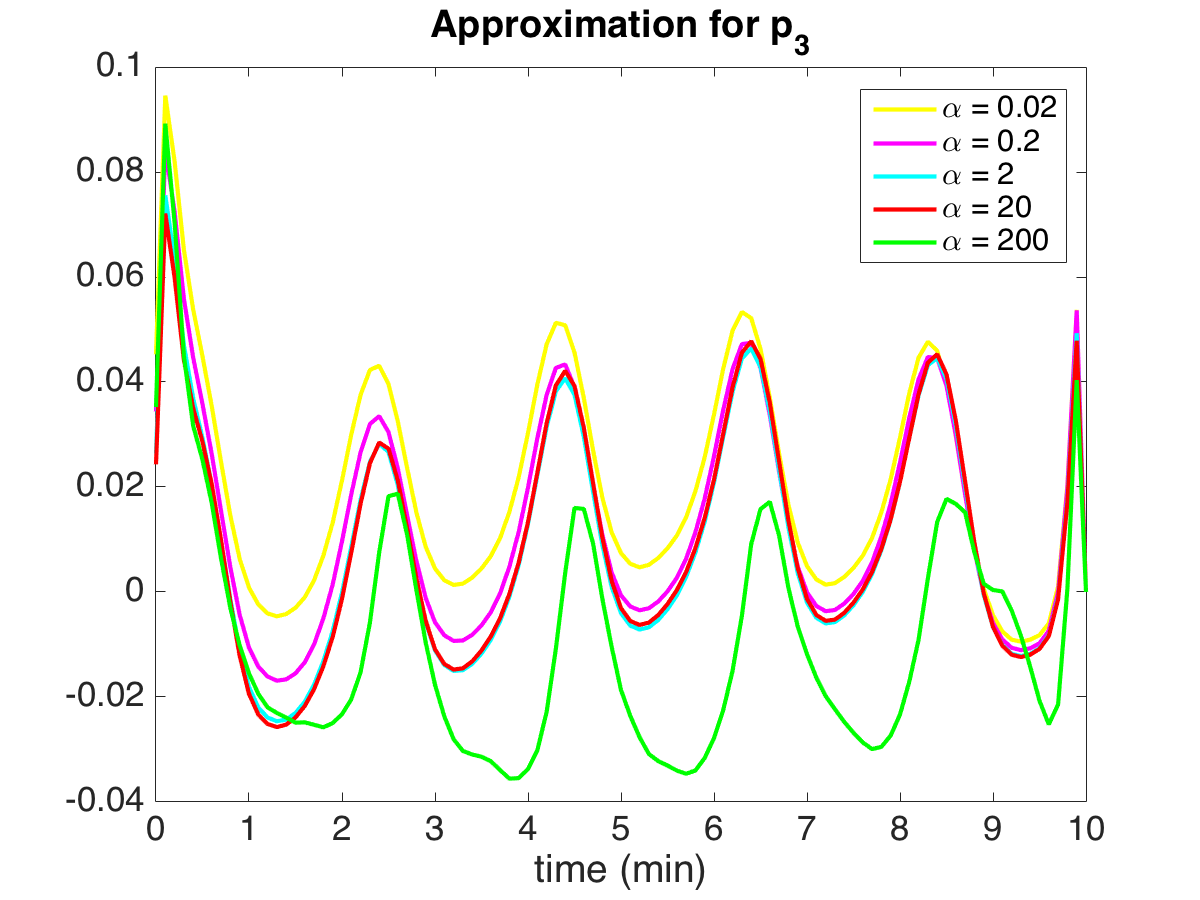 Approximation for p₃
0.1
0.08
0.06
0.04
0.02
0
-0.02
-0.04
α = 0.02
α = 0.2
α = 2
α = 20
α = 200
0 1 2 3 4 5 6 7 8 9 10
time (min)